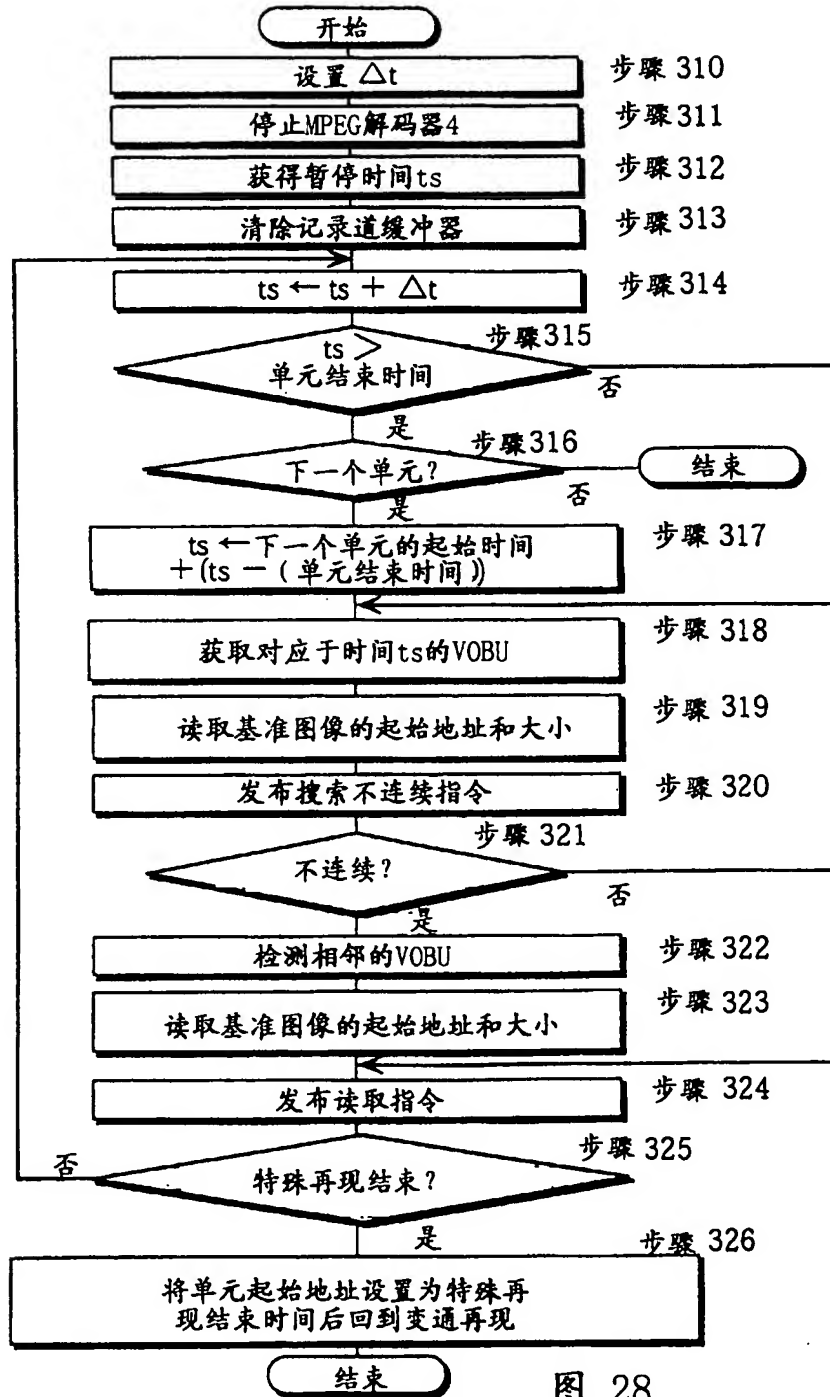 开始
设置 △t
步骤 310
停止MPEG解码器4
步骤311
获得暂停时间ts
步骤 312
清除记录道缓冲器
步骤 313
ts ← ts + △t
步骤314
步骤315
ts >
单元结束时间
否
是
步骤316
下一个单元?
结束
否
是
ts ←下一个单元的起始时间
+(ts - (单元结束时间))
步骤 317
获取对应于时间ts的VOBU
步骤 318
读取基准图像的起始地址和大小
步骤 319
发布搜索不连续指令
步骤 320
步骤 321
不连续?
否
是
检测相邻的VOBU
步骤 322
读取基准图像的起始地址和大小
步骤 323
发布读取指令
步骤 324
步骤 325
否
特殊再现结束?
是
步骤 326
将单元起始地址设置为特殊再
现结束时间后回到变通再现
结束
图 28